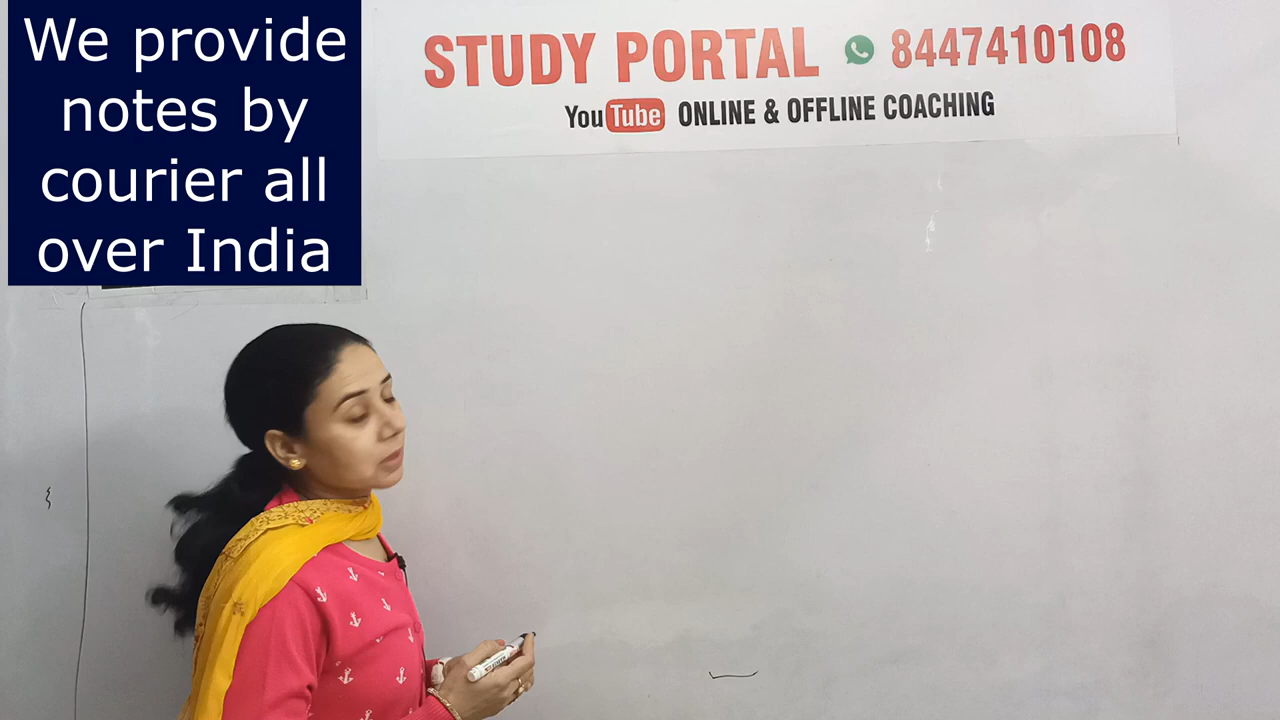 We provide
notes by
courier all
over India
STUDY PORTAL 8447410108
YouTube ONLINE & OFFLINE COACHING